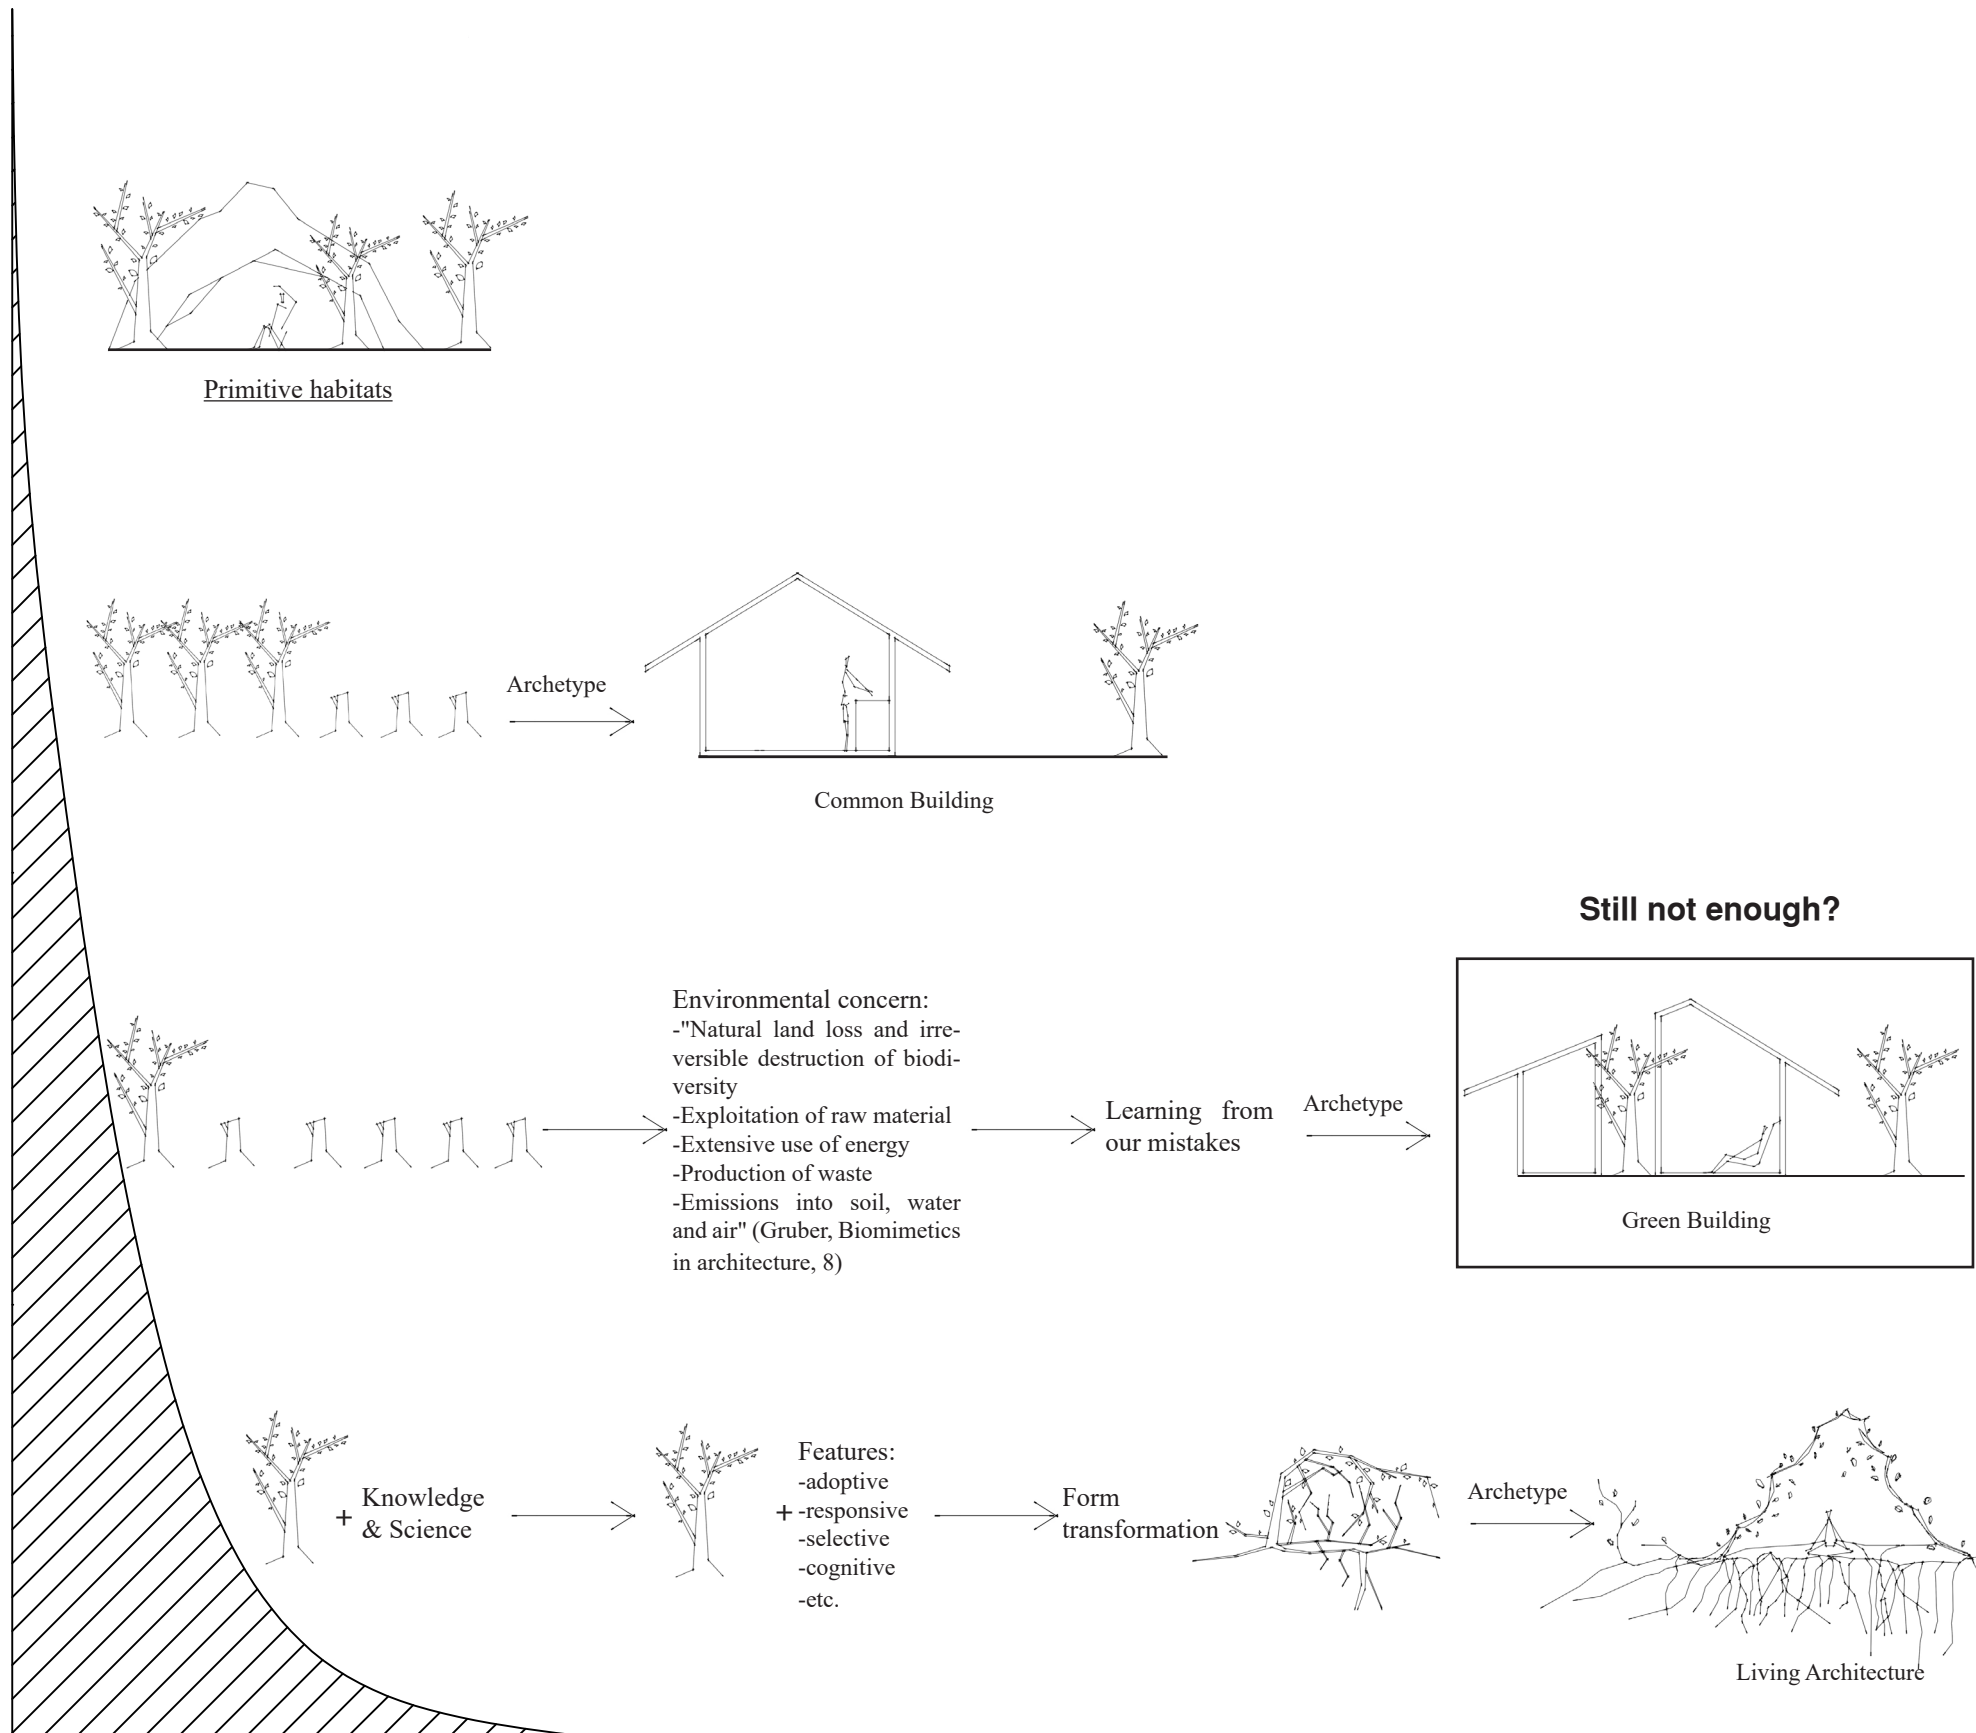 Primitive habitats
Archetype
Common Building
Still not enough?
Environmental concern:
-"Natural land loss and irre-
versible destruction of biodi-
versity
-Exploitation of raw material
-Extensive use of energy
-Production of waste
-Emissions into soil, water
and air" (Gruber, Biomimetics
in architecture, 8)
Learning from
our mistakes
Archetype
Green Building
+ Knowledge
& Science
+
Features:
-adoptive
-responsive
-selective
-cognitive
-etc.
Form
transformation
Archetype
Living Architecture